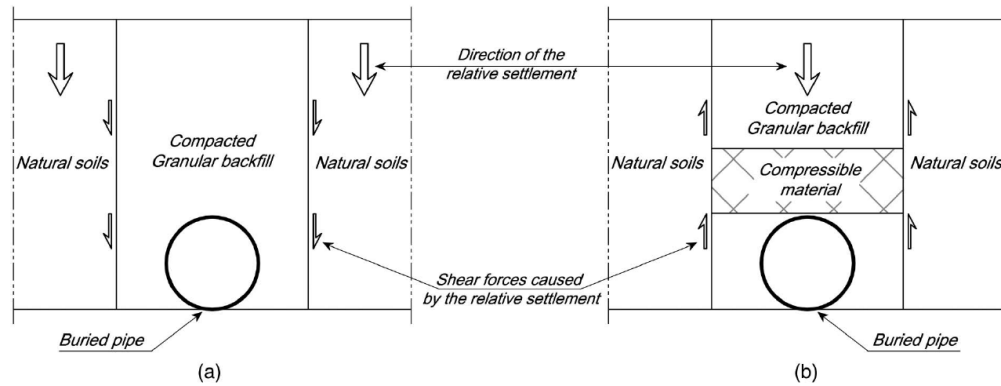 Direction of the
relative settlement
Natural soils
Compacted
Granular backfill
Natural soils
Compacted
Granular backfill
Natural soils
Compressible
material
Natural soils
Shear forces caused
by the relative settlement
Buried pipe
Buried pipe
(a)
(b)